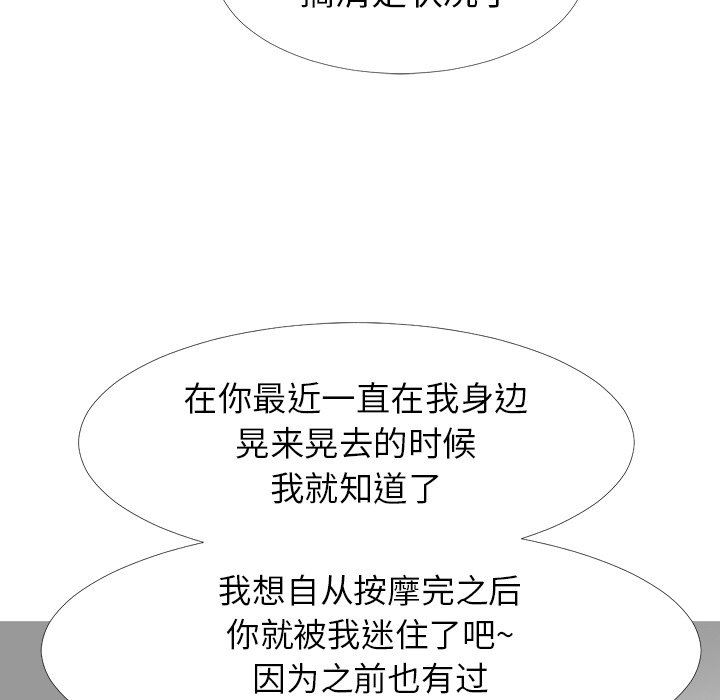 在你最近一直在我身边
晃来晃去的时候
我就知道了
我想自从按摩完之后
你就被我迷住了吧~
因为之前也有过